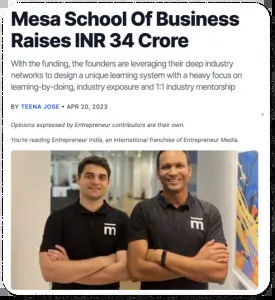 Mesa School Of Business
Raises INR 34 Crore
With the funding, the founders are leveraging their deep industry
networks to design a unique learning system with a heavy focus on
learning-by-doing, industry exposure and 1:1 industry mentorship
BY TEENA JOSE • APR 20, 2023
Opinions expressed by Entrepreneur contributors are their own.
You're reading Entrepreneur India, an international franchise of Entrepreneur Media.
m m